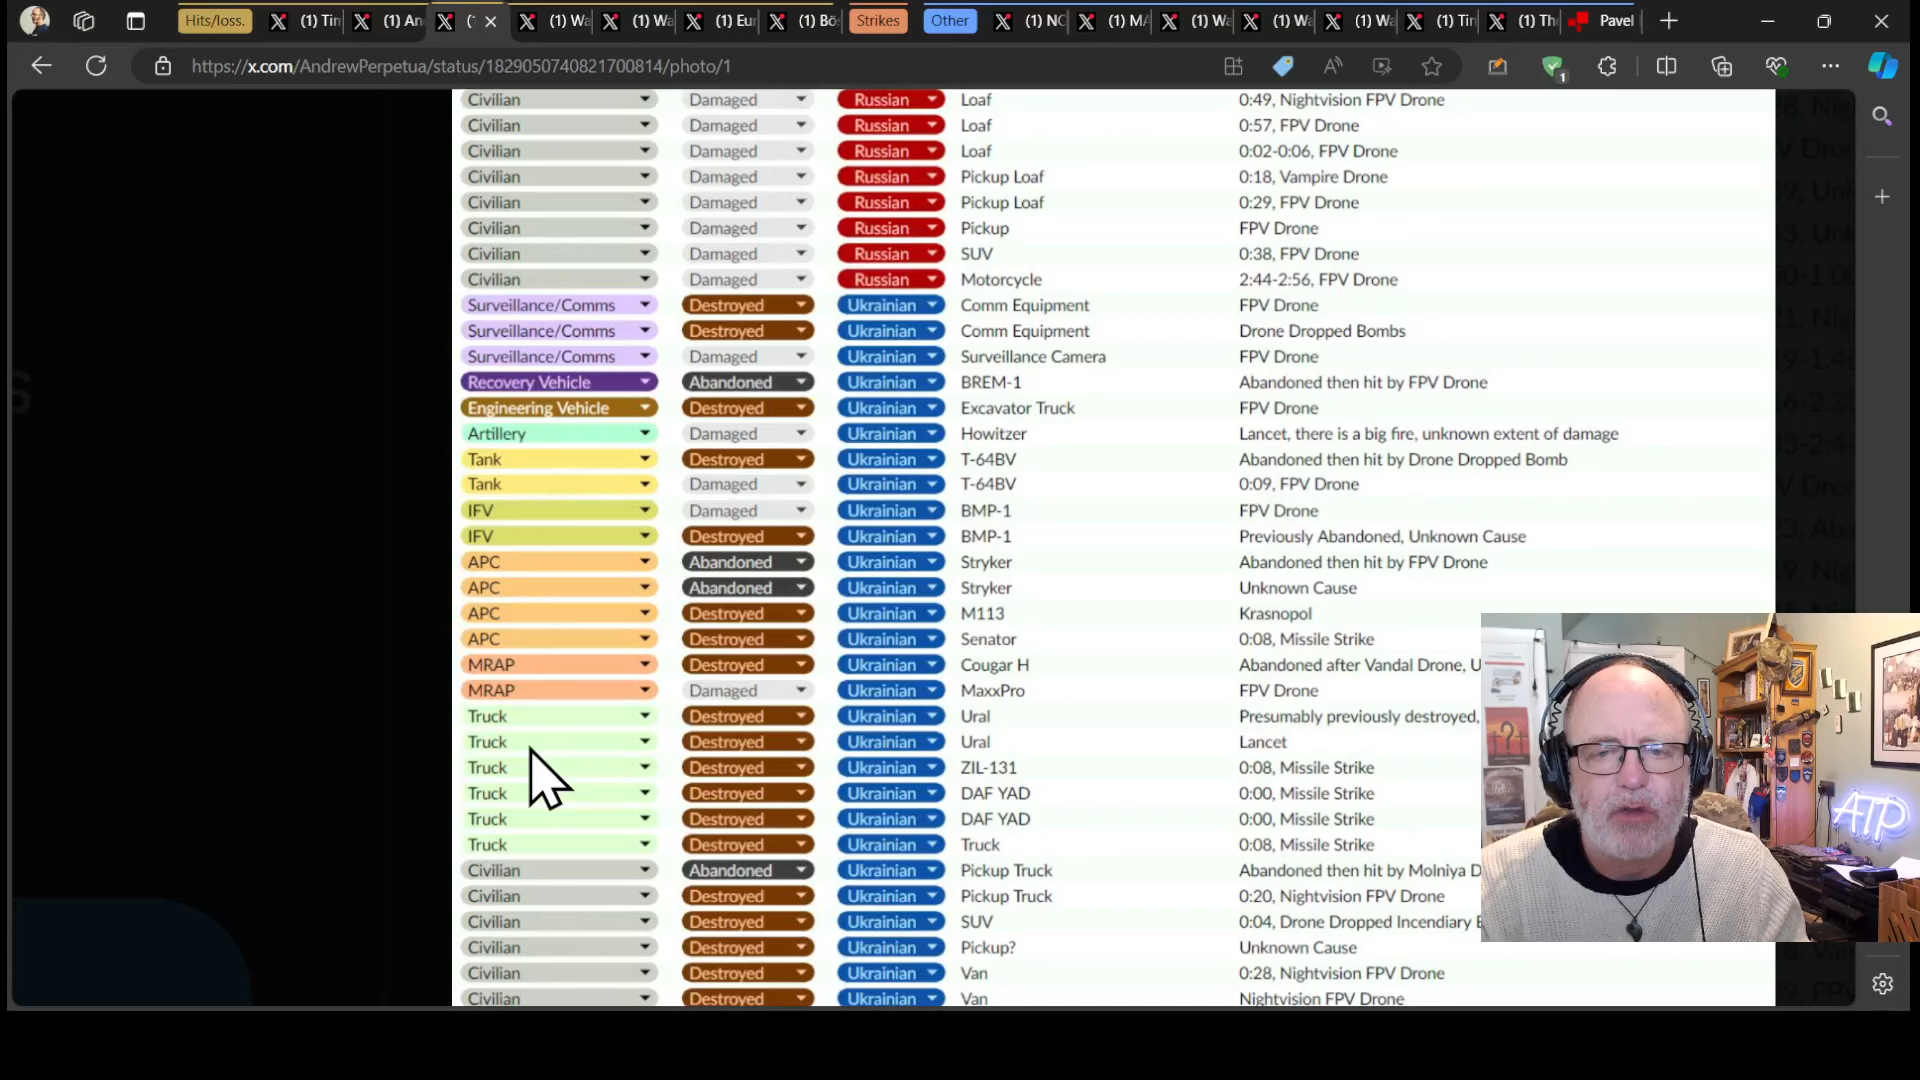 Hits/loss. (1) Tin (1) An (1) Wa (1) Wa (1) Eur (1) Bö Strikes Other (1) NC (1) MA (1) Wa (1) Wa (1) Wa (1) Tin (1) Th Pavel
https://x.com/AndrewPerpetua/status/1829050740821700814/photo/1
Civilian Damaged Russian Loaf 0:49, Nightvision FPV Drone
Civilian Damaged Russian Loaf 0:57, FPV Drone
Civilian Damaged Russian Loaf 0:02-0:06, FPV Drone
Civilian Damaged Russian Pickup Loaf 0:18, Vampire Drone
Civilian Damaged Russian Pickup Loaf 0:29, FPV Drone
Civilian Damaged Russian Pickup FPV Drone
Civilian Damaged Russian SUV 0:38, FPV Drone
Civilian Damaged Russian Motorcycle 2:44-2:56, FPV Drone
Surveillance/Comms Destroyed Ukrainian Comm Equipment FPV Drone
Surveillance/Comms Destroyed Ukrainian Comm Equipment Drone Dropped Bombs
Surveillance/Comms Damaged Ukrainian Surveillance Camera FPV Drone
Recovery Vehicle Abandoned Ukrainian BREM-1 Abandoned then hit by FPV Drone
Engineering Vehicle Destroyed Ukrainian Excavator Truck FPV Drone
Artillery Damaged Ukrainian Howitzer Lancet, there is a big fire, unknown extent of damage
Tank Destroyed Ukrainian T-64BV Abandoned then hit by Drone Dropped Bomb
Tank Damaged Ukrainian T-64BV 0:09, FPV Drone
IFV Damaged Ukrainian BMP-1 FPV Drone
IFV Destroyed Ukrainian BMP-1 Previously Abandoned, Unknown Cause
APC Abandoned Ukrainian Stryker Abandoned then hit by FPV Drone
APC Abandoned Ukrainian Stryker Unknown Cause
APC Destroyed Ukrainian M113 Krasnopol
APC Destroyed Ukrainian Senator 0:08, Missile Strike
MRAP Destroyed Ukrainian Cougar H Abandoned after Vandal Drone, U
MRAP Damaged Ukrainian MaxxPro FPV Drone
Truck Destroyed Ukrainian Ural Presumably previously destroyed,
Truck Destroyed Ukrainian Ural Lancet
Truck Destroyed Ukrainian ZIL-131 0:08, Missile Strike
Truck Destroyed Ukrainian DAF YAD 0:00, Missile Strike
Truck Destroyed Ukrainian DAF YAD 0:00, Missile Strike
Truck Destroyed Ukrainian Truck 0:08, Missile Strike
Civilian Abandoned Ukrainian Pickup Truck Abandoned then hit by Molniya D
Civilian Destroyed Ukrainian Pickup Truck 0:20, Nightvision FPV Drone
Civilian Destroyed Ukrainian SUV 0:04, Drone Dropped Incendiary
Civilian Destroyed Ukrainian Pickup? Unknown Cause
Civilian Destroyed Ukrainian Van 0:28, Nightvision FPV Drone
Civilian Destroyed Ukrainian Van Nightvision FPV Drone
ATP